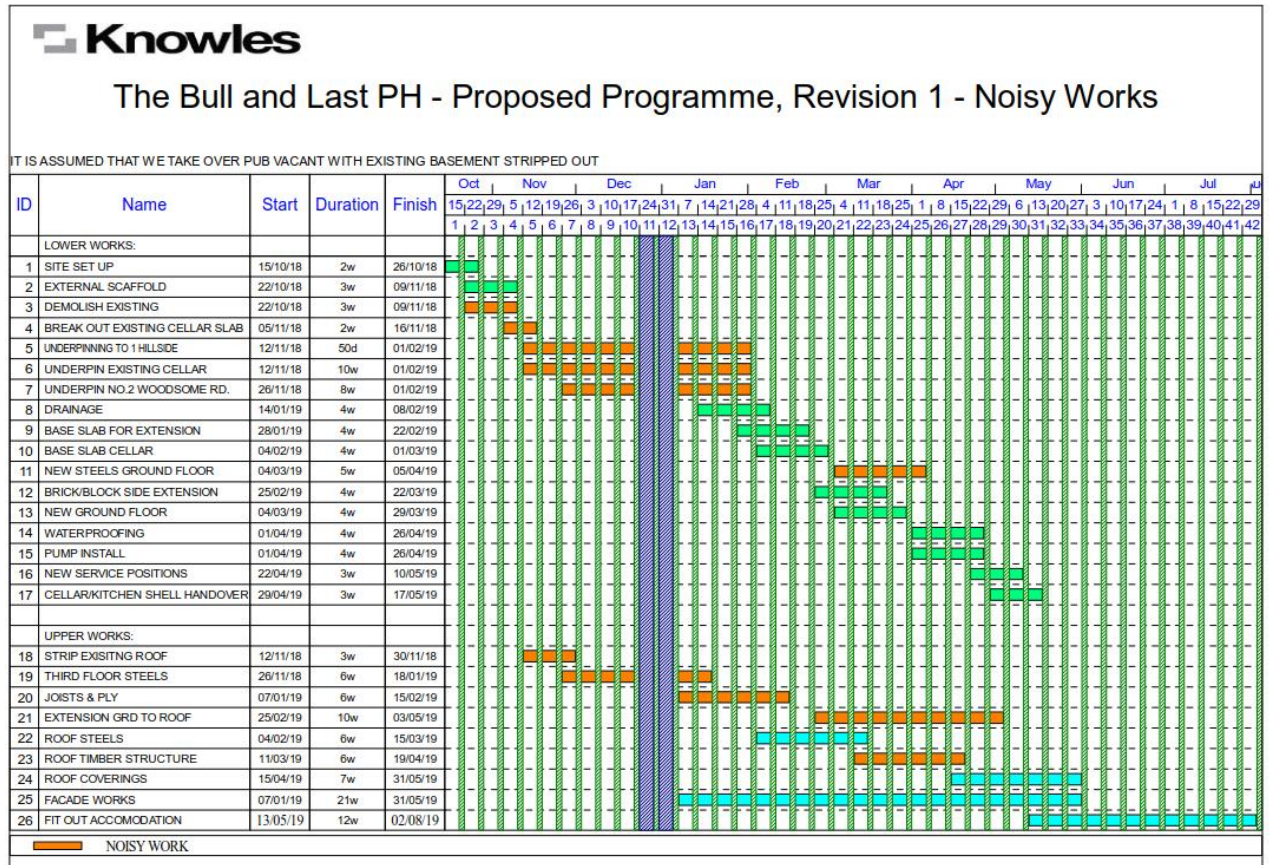 Knowles
The Bull and Last PH - Proposed Programme, Revision 1 - Noisy Works
IT IS ASSUMED THAT WE TAKE OVER PUB VACANT WITH EXISTING BASEMENT STRIPPED OUT
ID Name Start Duration Finish Oct Nov Dec Jan Feb Mar Apr May Jun Jul
15 22 29 5 12 19 26 3 10 17 24 31 7 14 21 28 4 11 18 25 4 11 18 25 1 8 15 22 29 6 13 20 27 3 10 17 24 1 8 15 22 29
1 2 3 4 5 6 7 8 9 10 11 12 13 14 15 16 17 18 19 20 21 22 23 24 25 26 27 28 29 30 31 32 33 34 35 36 37 38 39 40 41 42
LOWER WORKS:
1 SITE SET UP 15/10/18 2w 26/10/18
2 EXTERNAL SCAFFOLD 22/10/18 3w 09/11/18
3 DEMOLISH EXISTING 22/10/18 3w 09/11/18
4 BREAK OUT EXISTING CELLAR SLAB 05/11/18 2w 16/11/18
5 UNDERPINNING TO 1 HILLSIDE 12/11/18 50d 01/02/19
6 UNDERPIN EXISTING CELLAR 12/11/18 10w 01/02/19
7 UNDERPIN NO.2 WOODSOME RD. 26/11/18 8w 01/02/19
8 DRAINAGE 14/01/19 4w 08/02/19
9 BASE SLAB FOR EXTENSION 28/01/19 4w 22/02/19
10 BASE SLAB CELLAR 04/02/19 4w 01/03/19
11 NEW STEELS GROUND FLOOR 04/03/19 5w 05/04/19
12 BRICK/BLOCK SIDE EXTENSION 25/02/19 4w 22/03/19
13 NEW GROUND FLOOR 04/03/19 4w 29/03/19
14 WATERPROOFING 01/04/19 4w 26/04/19
15 PUMP INSTALL 01/04/19 4w 26/04/19
16 NEW SERVICE POSITIONS 22/04/19 3w 10/05/19
17 CELLAR/KITCHEN SHELL HANDOVER 29/04/19 3w 17/05/19
UPPER WORKS:
18 STRIP EXISITNG ROOF 12/11/18 3w 30/11/18
19 THIRD FLOOR STEELS 26/11/18 6w 18/01/19
20 JOISTS & PLY 07/01/19 6w 15/02/19
21 EXTENSION GRD TO ROOF 25/02/19 10w 03/05/19
22 ROOF STEELS 04/02/19 6w 15/03/19
23 ROOF TIMBER STRUCTURE 11/03/19 6w 19/04/19
24 ROOF COVERINGS 15/04/19 7w 31/05/19
25 FACADE WORKS 07/01/19 21w 31/05/19
26 FIT OUT ACCOMODATION 13/05/19 12w 02/08/19
NOISY WORK